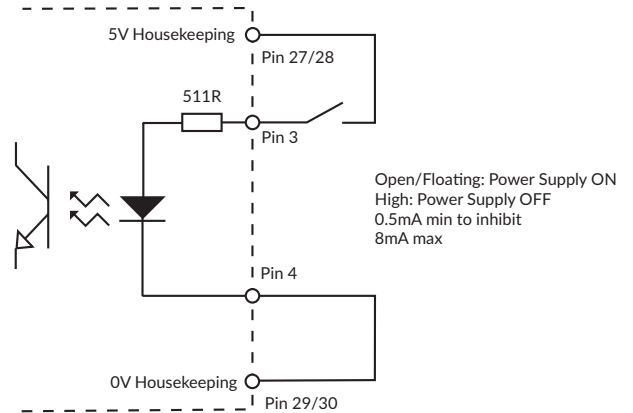 5V Housekeeping
Pin 27/28
511R
Pin 3
Open/Floating: Power Supply ON
High: Power Supply OFF
0.5mA min to inhibit
8mA max
Pin 4
0V Housekeeping
Pin 29/30